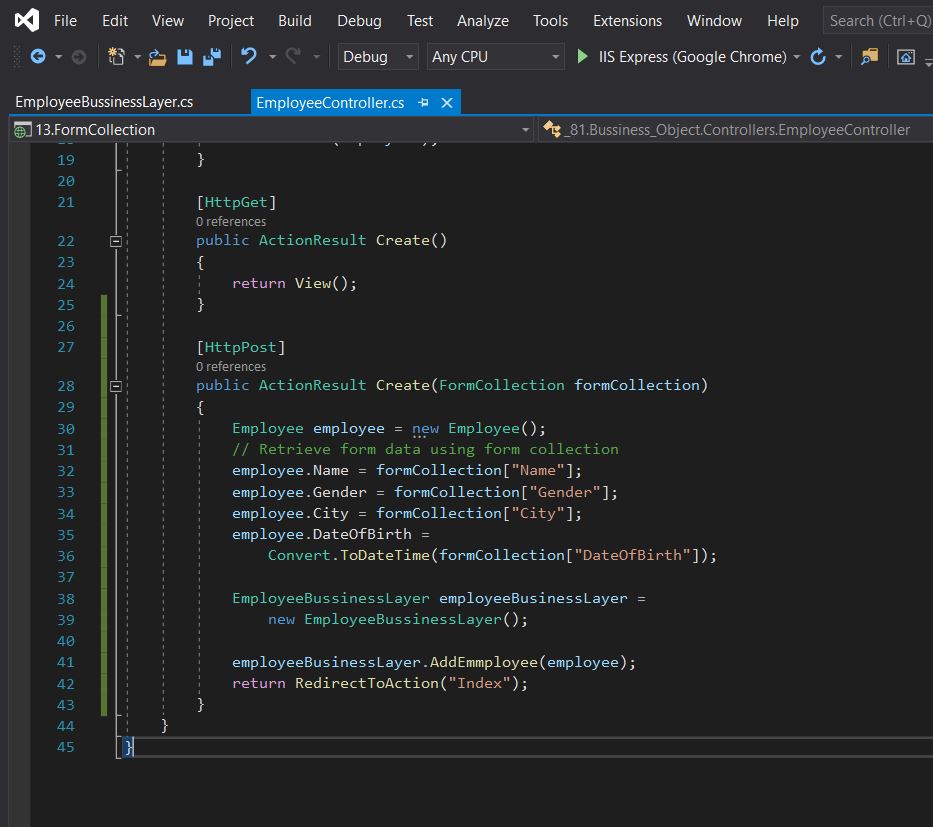 File Edit View Project Build Debug Test Analyze Tools Extensions Window Help Search (Ctrl+Q)
Debug Any CPU IIS Express (Google Chrome)
EmployeeBussinessLayer.cs EmployeeController.cs
13.FormCollection _81.Bussiness_Object.Controllers.EmployeeController
19 }
20
21 [HttpGet]
0 references
22 public ActionResult Create()
23 {
24 return View();
25 }
26
27 [HttpPost]
0 references
28 public ActionResult Create(FormCollection formCollection)
29 {
30 Employee employee = new Employee();
31 // Retrieve form data using form collection
32 employee.Name = formCollection["Name"];
33 employee.Gender = formCollection["Gender"];
34 employee.City = formCollection["City"];
35 employee.DateOfBirth =
36 Convert.ToDateTime(formCollection["DateOfBirth"]);
37
38 EmployeeBussinessLayer employeeBusinessLayer =
39 new EmployeeBussinessLayer();
40
41 employeeBusinessLayer.AddEmmployee(employee);
42 return RedirectToAction("Index");
43 }
44 }
45 }